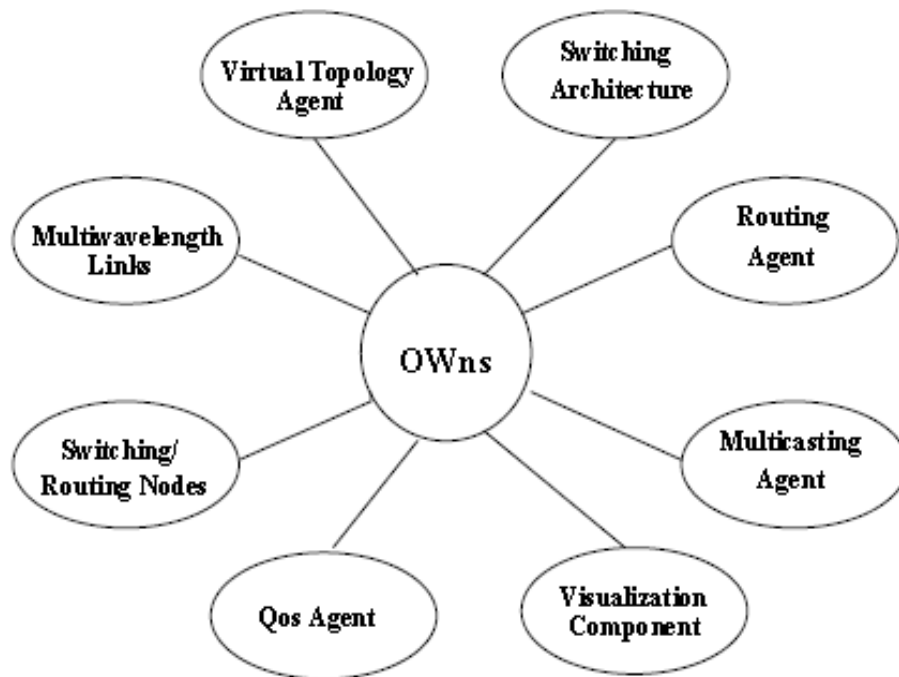 Virtual Topology
Agent
Switching
Architecture
Multiwavelength
Links
Routing
Agent
OWns
Switching/
Routing Nodes
Multicasting
Agent
Qos Agent
Visualization
Component